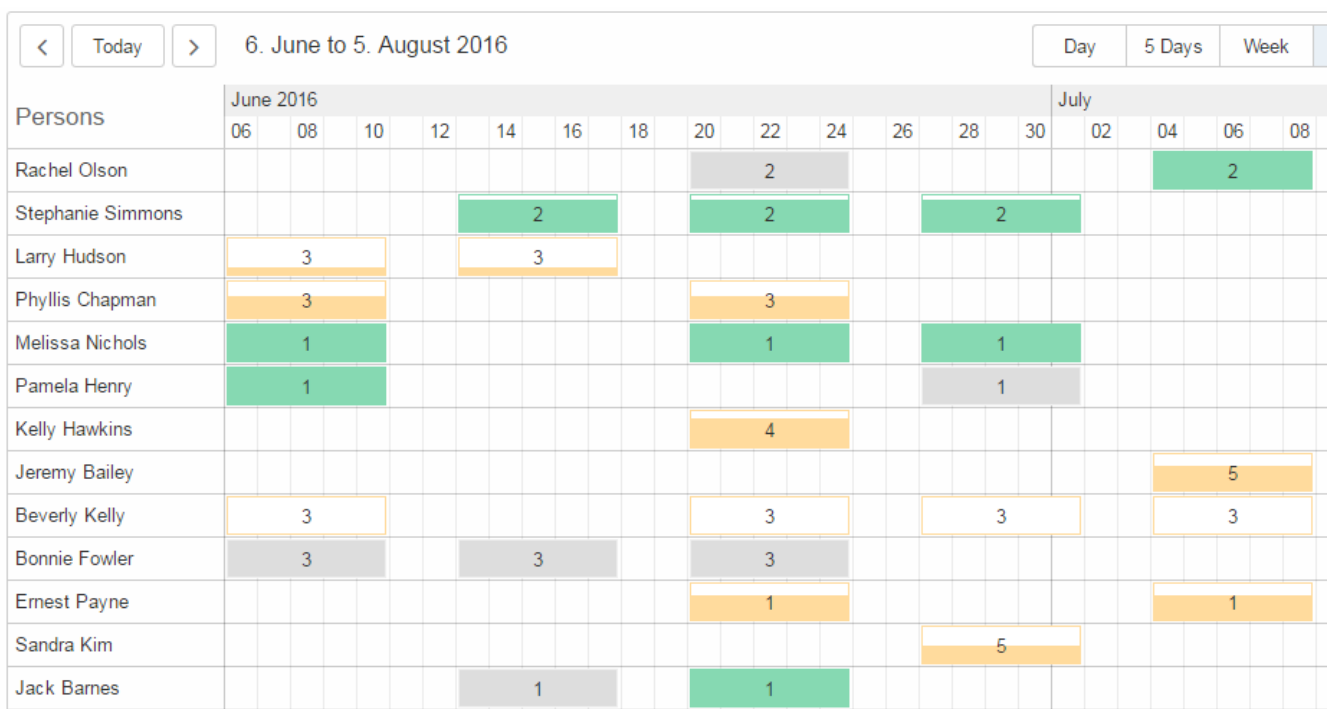 Today 6. June to 5. August 2016 Day 5 Days Week
Persons June 2016 July
06 08 10 12 14 16 18 20 22 24 26 28 30 02 04 06 08
Rachel Olson 2 2
Stephanie Simmons 2 2 2
Larry Hudson 3 3
Phyllis Chapman 3 3
Melissa Nichols 1 1 1
Pamela Henry 1 1
Kelly Hawkins 4
Jeremy Bailey 5
Beverly Kelly 3 3 3 3
Bonnie Fowler 3 3 3
Ernest Payne 1 1
Sandra Kim 5
Jack Barnes 1 1